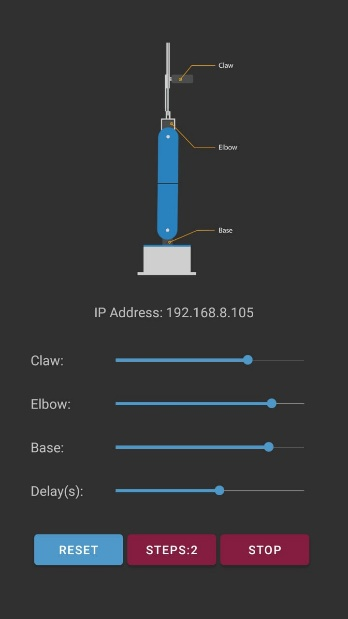 Claw
Elbow
Base
IP Address: 192.168.8.105
Claw:
Elbow:
Base:
Delay(s):
RESET STEPS:2 STOP